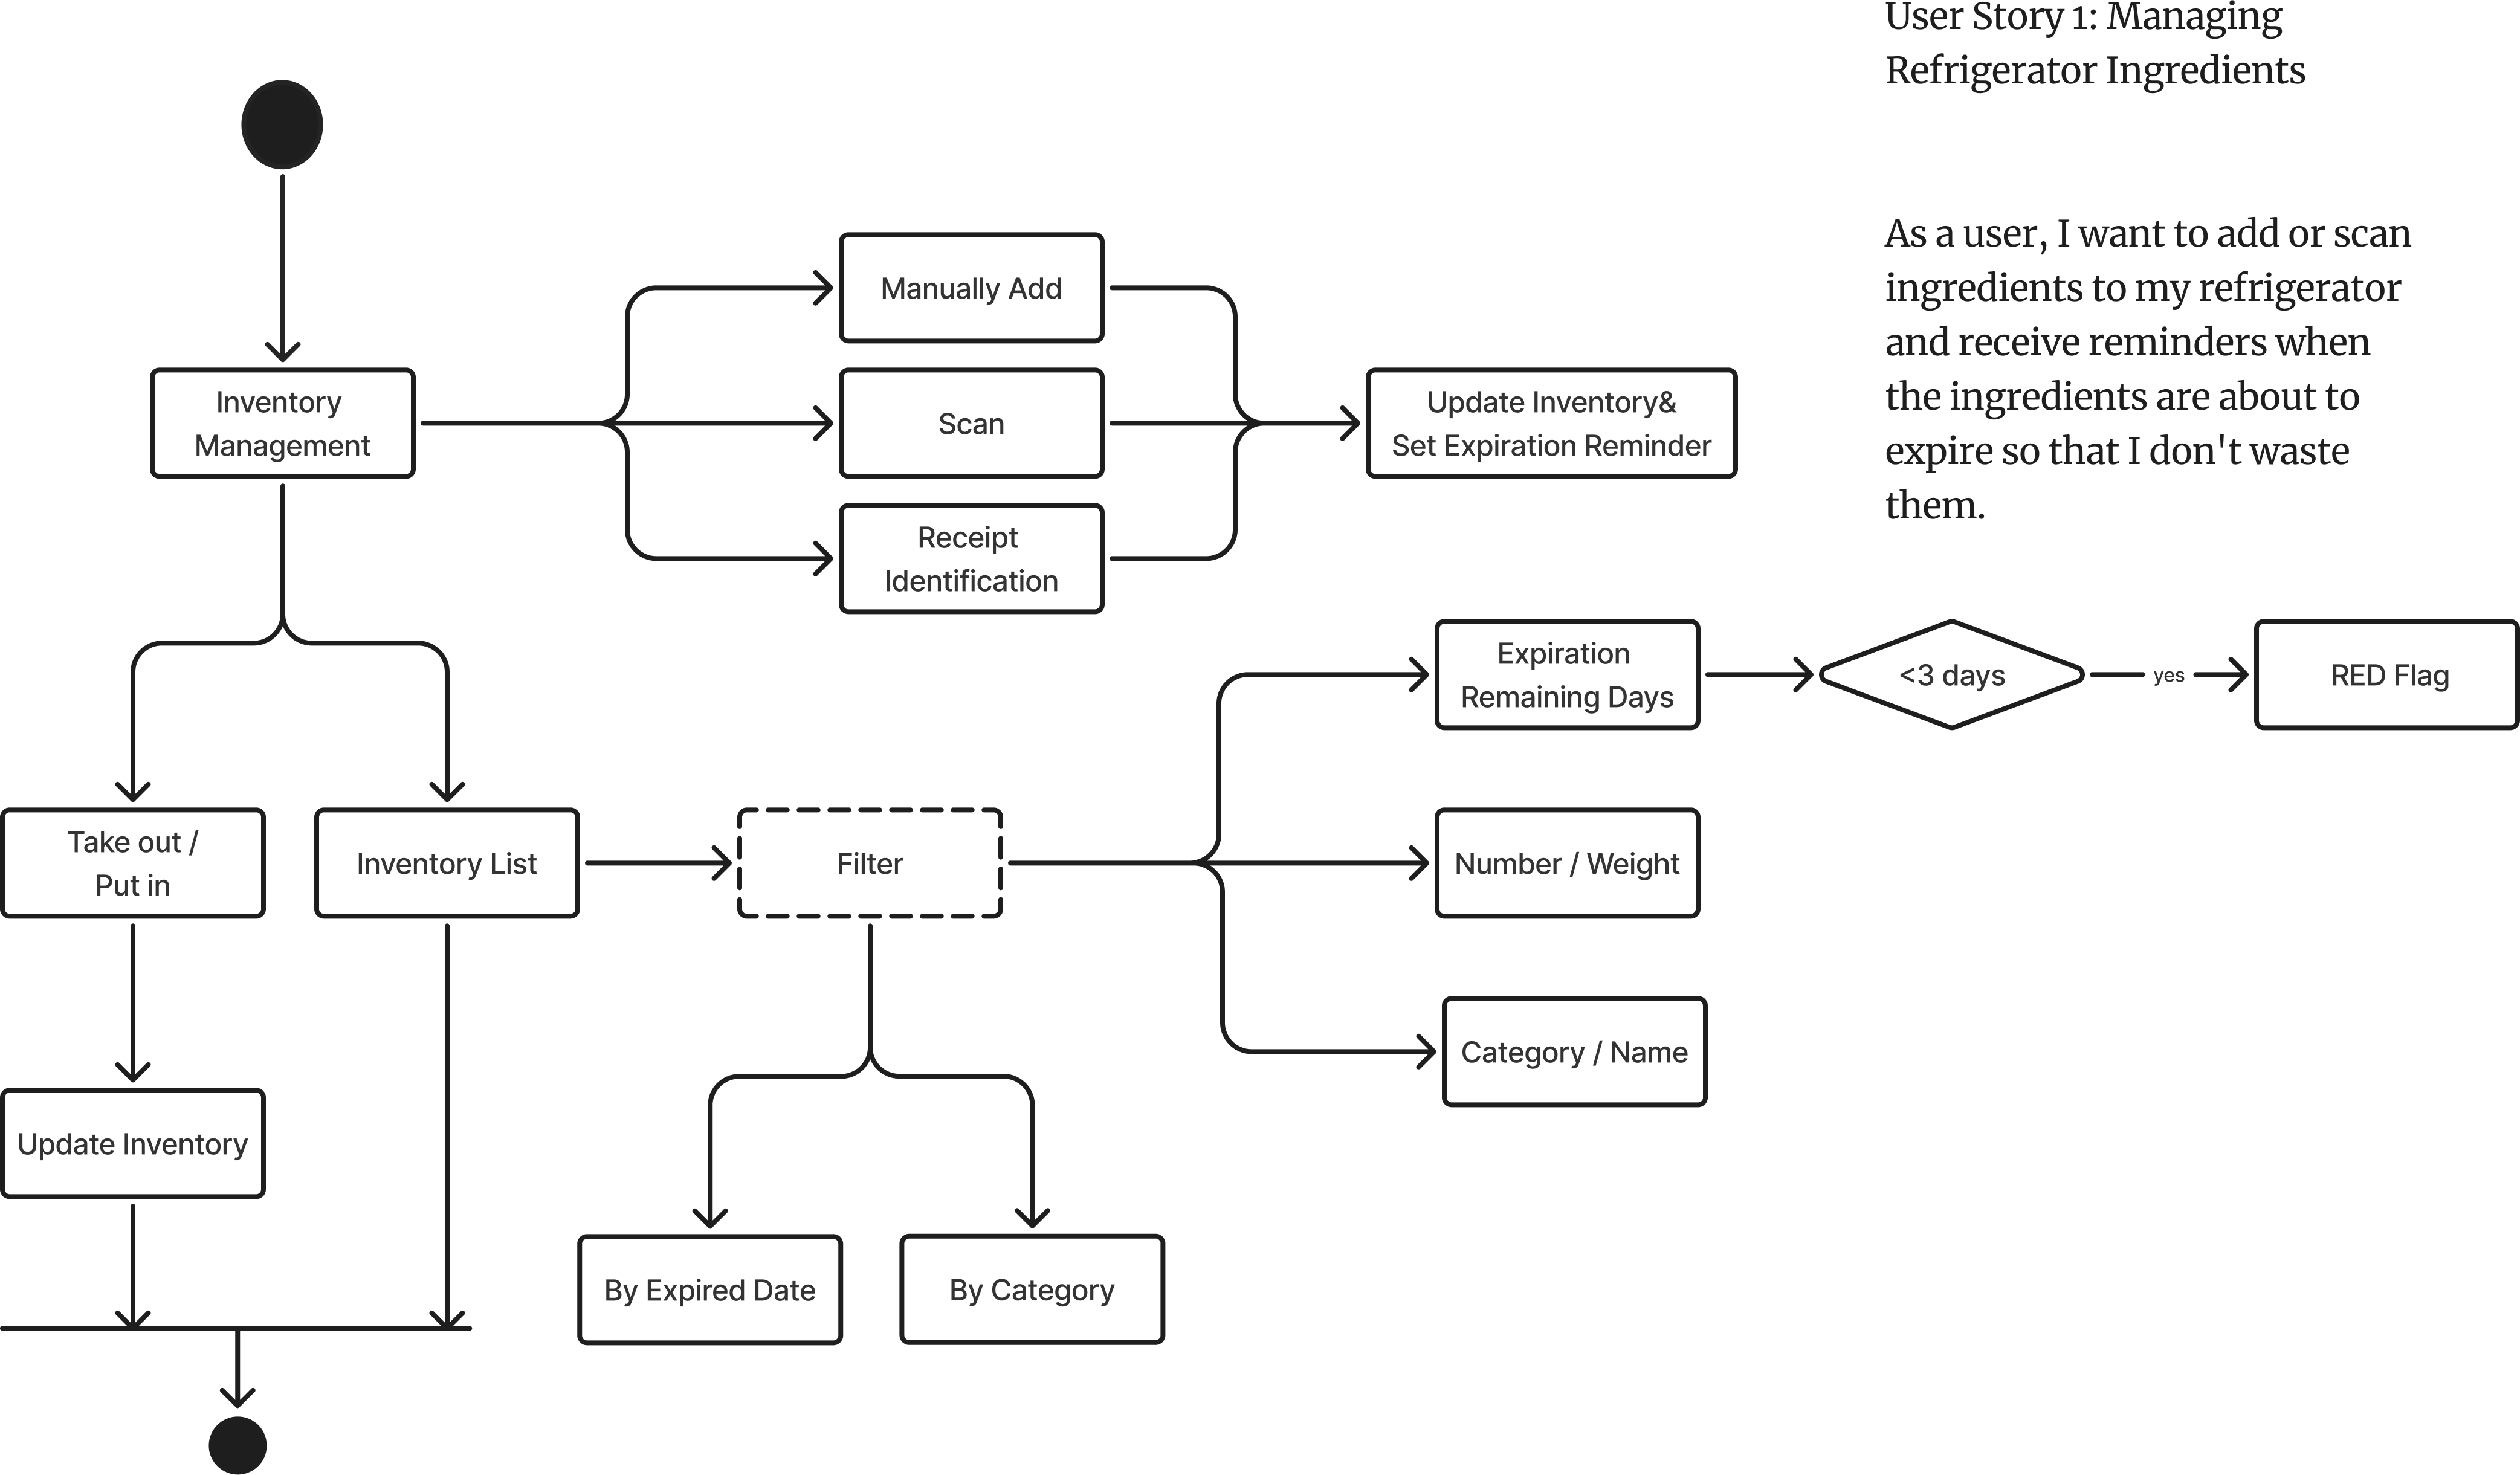 User Story 1: Managing
Refrigerator Ingredients
As a user, I want to add or scan
ingredients to my refrigerator
and receive reminders when
the ingredients are about to
expire so that I don't waste
them.
Manually Add
Inventory
Management
Scan
Update Inventory&
Set Expiration Reminder
Receipt
Identification
Expiration
Remaining Days
<3 days
yes
RED Flag
Take out /
Put in
Inventory List
Filter
Number / Weight
Category / Name
Update Inventory
By Expired Date
By Category